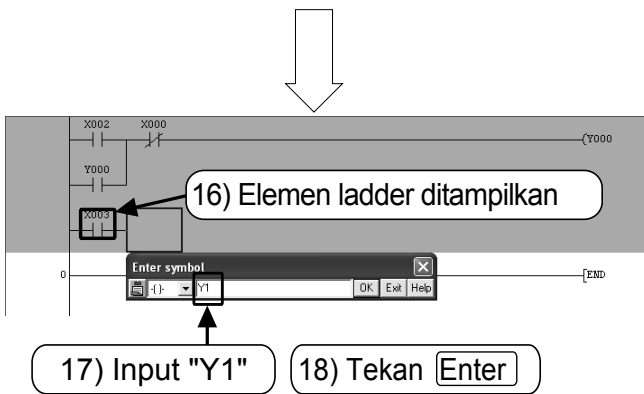 X002 X000
(Y000
Y000
16) Elemen ladder ditampilkan
X003
Enter symbol
0
[END
-( )- Y1 OK Exit Help
17) Input "Y1" 18) Tekan Enter